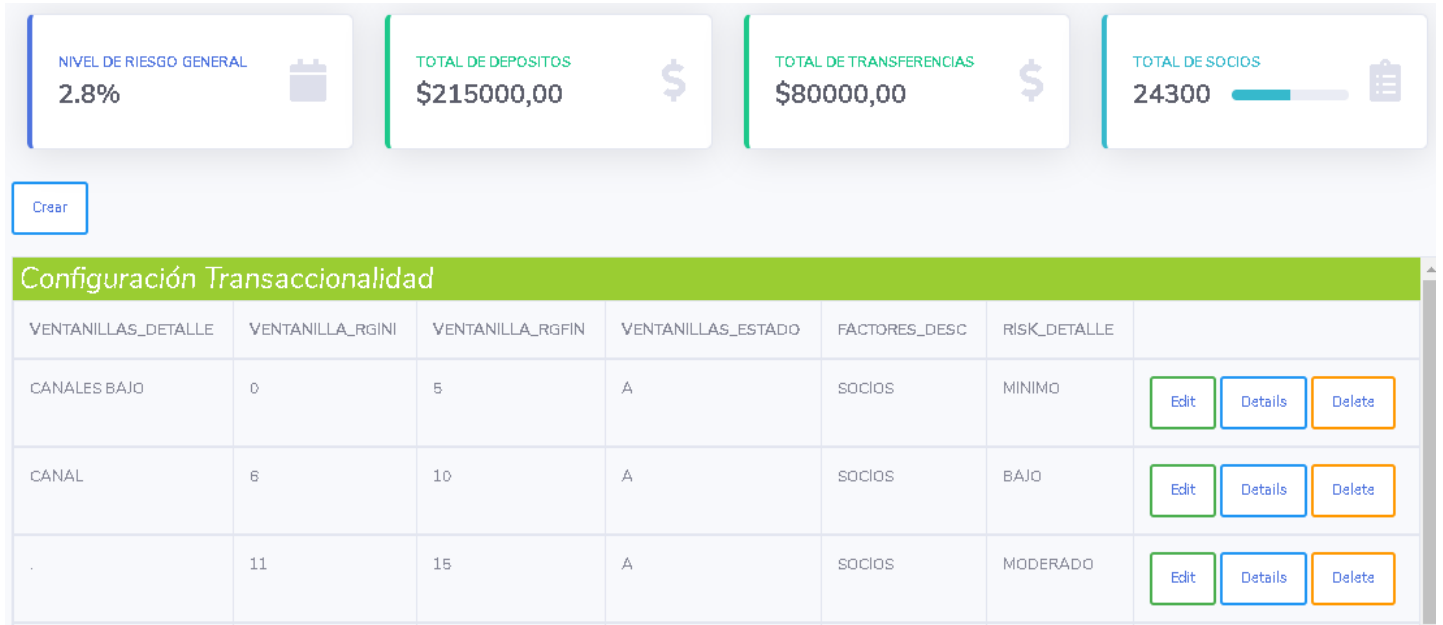 NIVEL DE RIESGO GENERAL
2.8%
TOTAL DE DEPOSITOS
$215000,00
TOTAL DE TRANSFERENCIAS
$80000,00
TOTAL DE SOCIOS
24300
Crear
Configuración Transaccionalidad
VENTANILLAS_DETALLE VENTANILLA_RGINI VENTANILLA_RGFIN VENTANILLAS_ESTADO FACTORES_DESC RISK_DETALLE
CANALES BAJO 0 5 A SOCIOS MINIMO Edit Details Delete
CANAL 6 10 A SOCIOS BAJO Edit Details Delete
. 11 15 A SOCIOS MODERADO Edit Details Delete